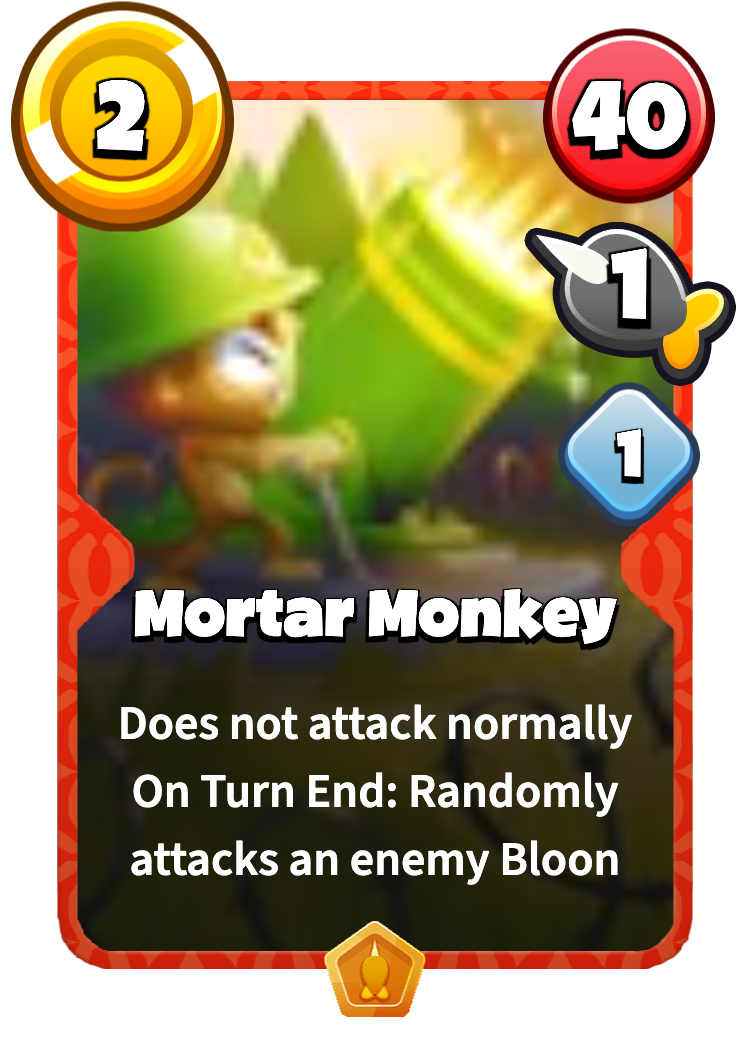 2
40
1
1
Mortar Monkey
Does not attack normally
On Turn End: Randomly
attacks an enemy Bloon